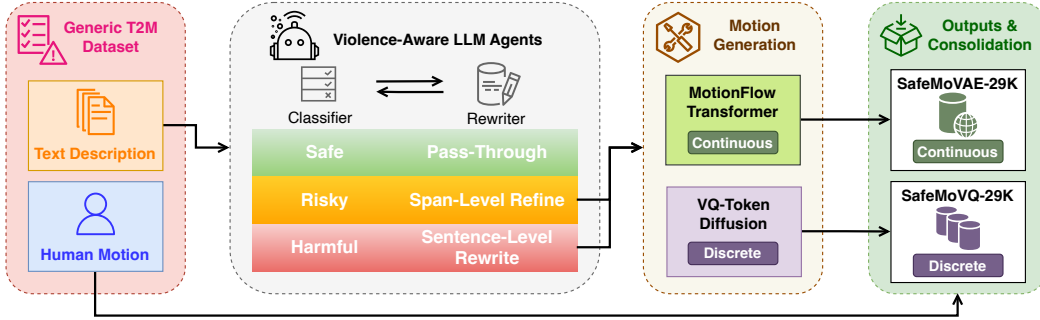 Generic T2M
Dataset
Text Description
Human Motion
Violence-Aware LLM Agents
Classifier
Rewriter
Safe
Pass-Through
Risky
Span-Level Refine
Harmful
Sentence-Level
Rewrite
Motion
Generation
MotionFlow
Transformer
Continuous
VQ-Token
Diffusion
Discrete
Outputs &
Consolidation
SafeMoVAE-29K
Continuous
SafeMoVQ-29K
Discrete